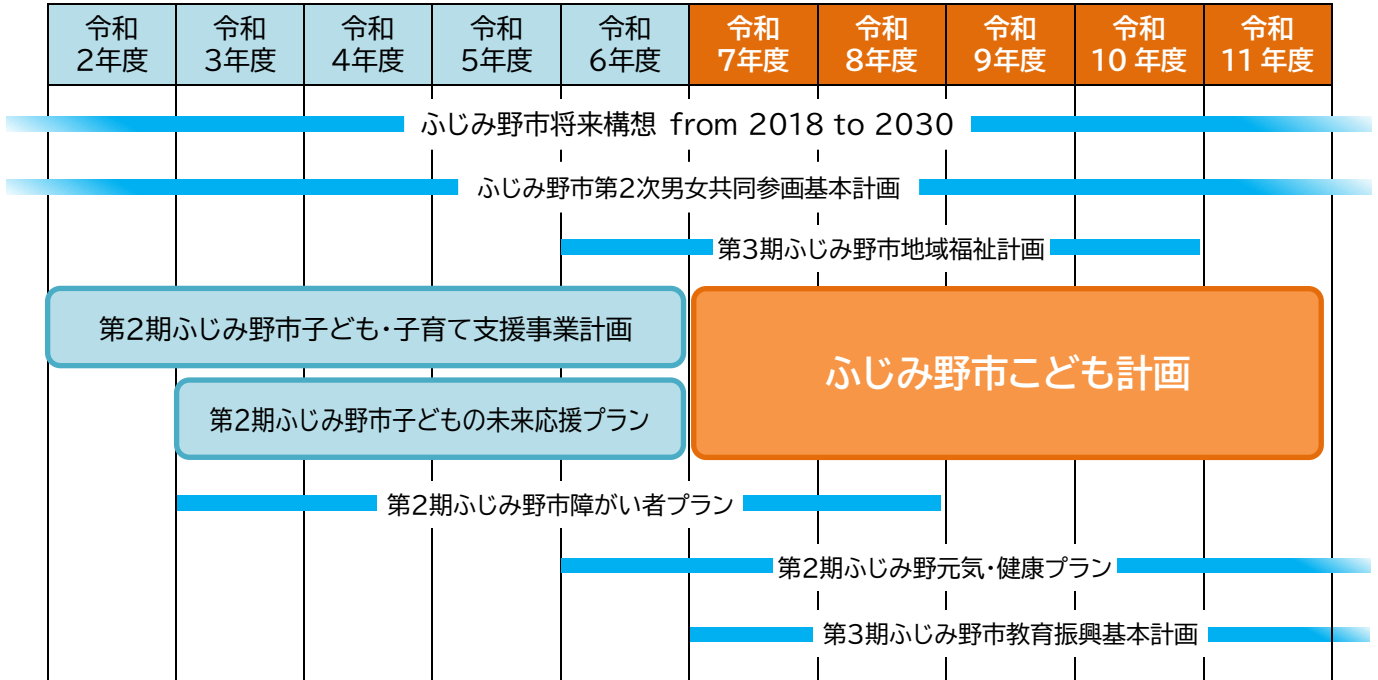 令和
2年度
令和
3年度
令和
4年度
令和
5年度
令和
6年度
令和
7年度
令和
8年度
令和
9年度
令和
10 年度
令和
11 年度
ふじみ野市将来構想 from 2018 to 2030
ふじみ野市第2次男女共同参画基本計画
第3期ふじみ野市地域福祉計画
第2期ふじみ野市子ども・子育て支援事業計画
ふじみ野市こども計画
第2期ふじみ野市子どもの未来応援プラン
第2期ふじみ野市障がい者プラン
第2期ふじみ野元気・健康プラン
第3期ふじみ野市教育振興基本計画